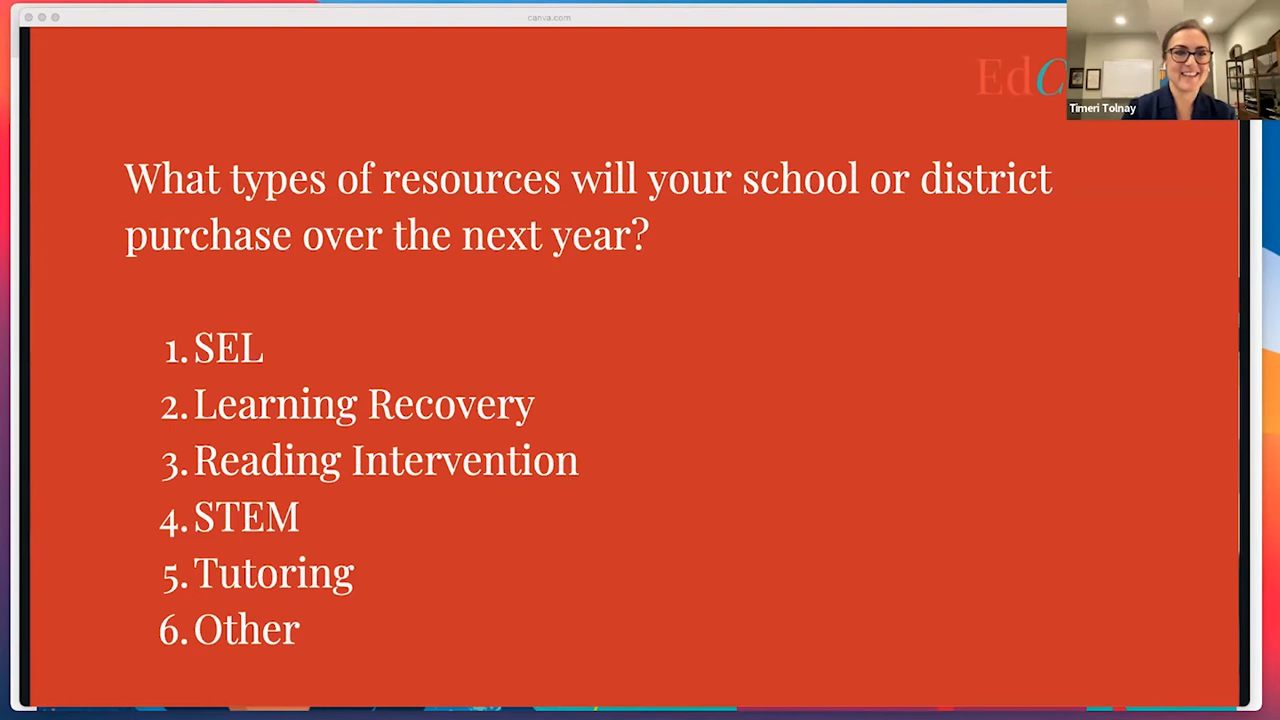 canva.com
EdC
Timeri Tolnay
What types of resources will your school or district
purchase over the next year?
1. SEL
2. Learning Recovery
3. Reading Intervention
4. STEM
5. Tutoring
6. Other